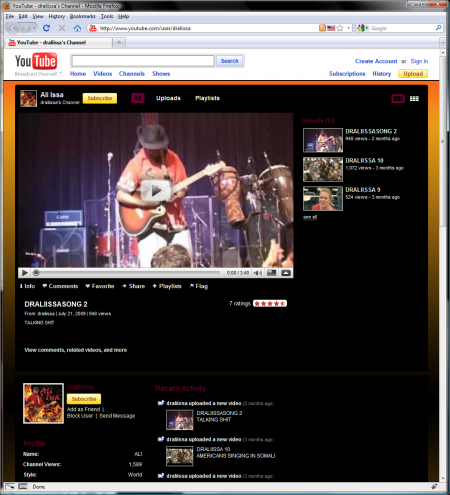 YouTube - draliissa's Channel - Mozilla Firefox
File Edit View History Bookmarks Tools Help
http://www.youtube.com/user/draliissa
Google
YouTube - draliissa's Channel
YouTube
Broadcast Yourself
Search
Create Account or Sign In
Home Videos Channels Shows
Subscriptions History Upload
Ali Issa
draliissa's Channel
Subscribe
All
Uploads
Playlists
Uploads (10)
DRALIISSASONG 2
948 views - 2 months ago
DRALIISSA 10
1,072 views - 3 months ago
DRALIISSA 9
524 views - 3 months ago
see all
0:00 / 3:40
Info Comments Favorite Share Playlists Flag
DRALIISSASONG 2
7 ratings
From: draliissa | July 21, 2009 | 948 views
TALKING SHIT
View comments, related videos, and more
Ali Issa
draliissa
Subscribe
Add as Friend |
Block User | Send Message
Recent Activity
draliissa uploaded a new video (2 months ago)
DRALIISSASONG 2
TALKING SHIT
draliissa uploaded a new video (3 months ago)
DRALIISSA 10
AMERICANS SINGING IN SOMALI
draliissa uploaded a new video (3 months ago)
Profile
Name: ALI
Channel Views: 1,599
Style: World
Done